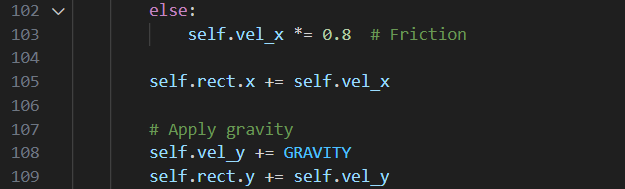 102 else:
103 self.vel_x *= 0.8  # Friction
104
105 self.rect.x += self.vel_x
106
107 # Apply gravity
108 self.vel_y += GRAVITY
109 self.rect.y += self.vel_y